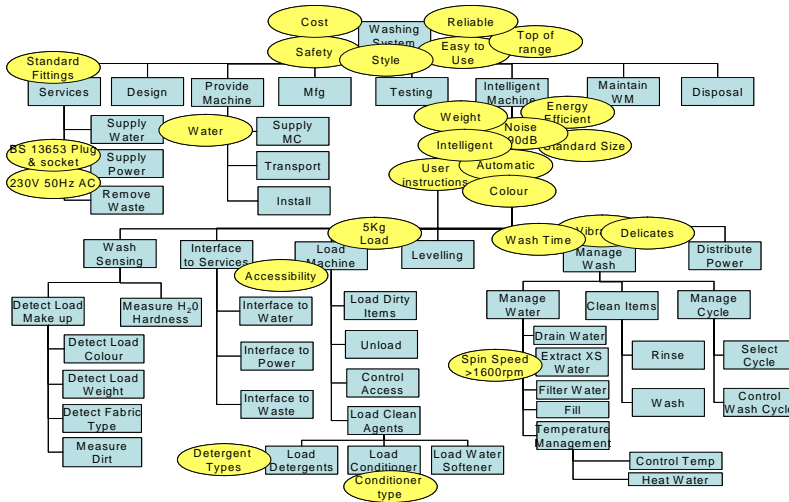 Cost
Reliable
Washing
System
Top of
range
Safety
Style
Easy to
Use
Standard
Fittings
Services
Design
Provide
Machine
Mfg
Testing
Intelligent
Machine
Maintain
WM
Disposal
Energy
Efficient
Weight
Supply
Water
Water
Supply
MC
Noise
90dB
Intelligent
Standard Size
BS 13653 Plug
& socket
Supply
Power
Transport
User
instructions
Automatic
230V 50Hz AC
Remove
Waste
Install
Colour
5Kg
Load
Wash Time
Delicates
Wash
Sensing
Interface
to Services
Load
Machine
Levelling
Manage
Wash
Distribute
Power
Accessibility
Detect Load
Make up
Measure H20
Hardness
Interface to
Water
Load Dirty
Items
Manage
Water
Clean Items
Manage
Cycle
Detect Load
Colour
Interface to
Power
Unload
Drain Water
Spin Speed
>1600rpm
Extract XS
Water
Rinse
Select
Cycle
Detect Load
Weight
Control
Access
Filter Water
Interface to
Waste
Detect Fabric
Type
Load Clean
Agents
Fill
Wash
Control
Wash Cycle
Measure
Dirt
Temperature
Management
Detergent
Types
Load
Detergents
Load
Conditioner
Load Water
Softener
Conditioner
type
Control Temp
Heat Water